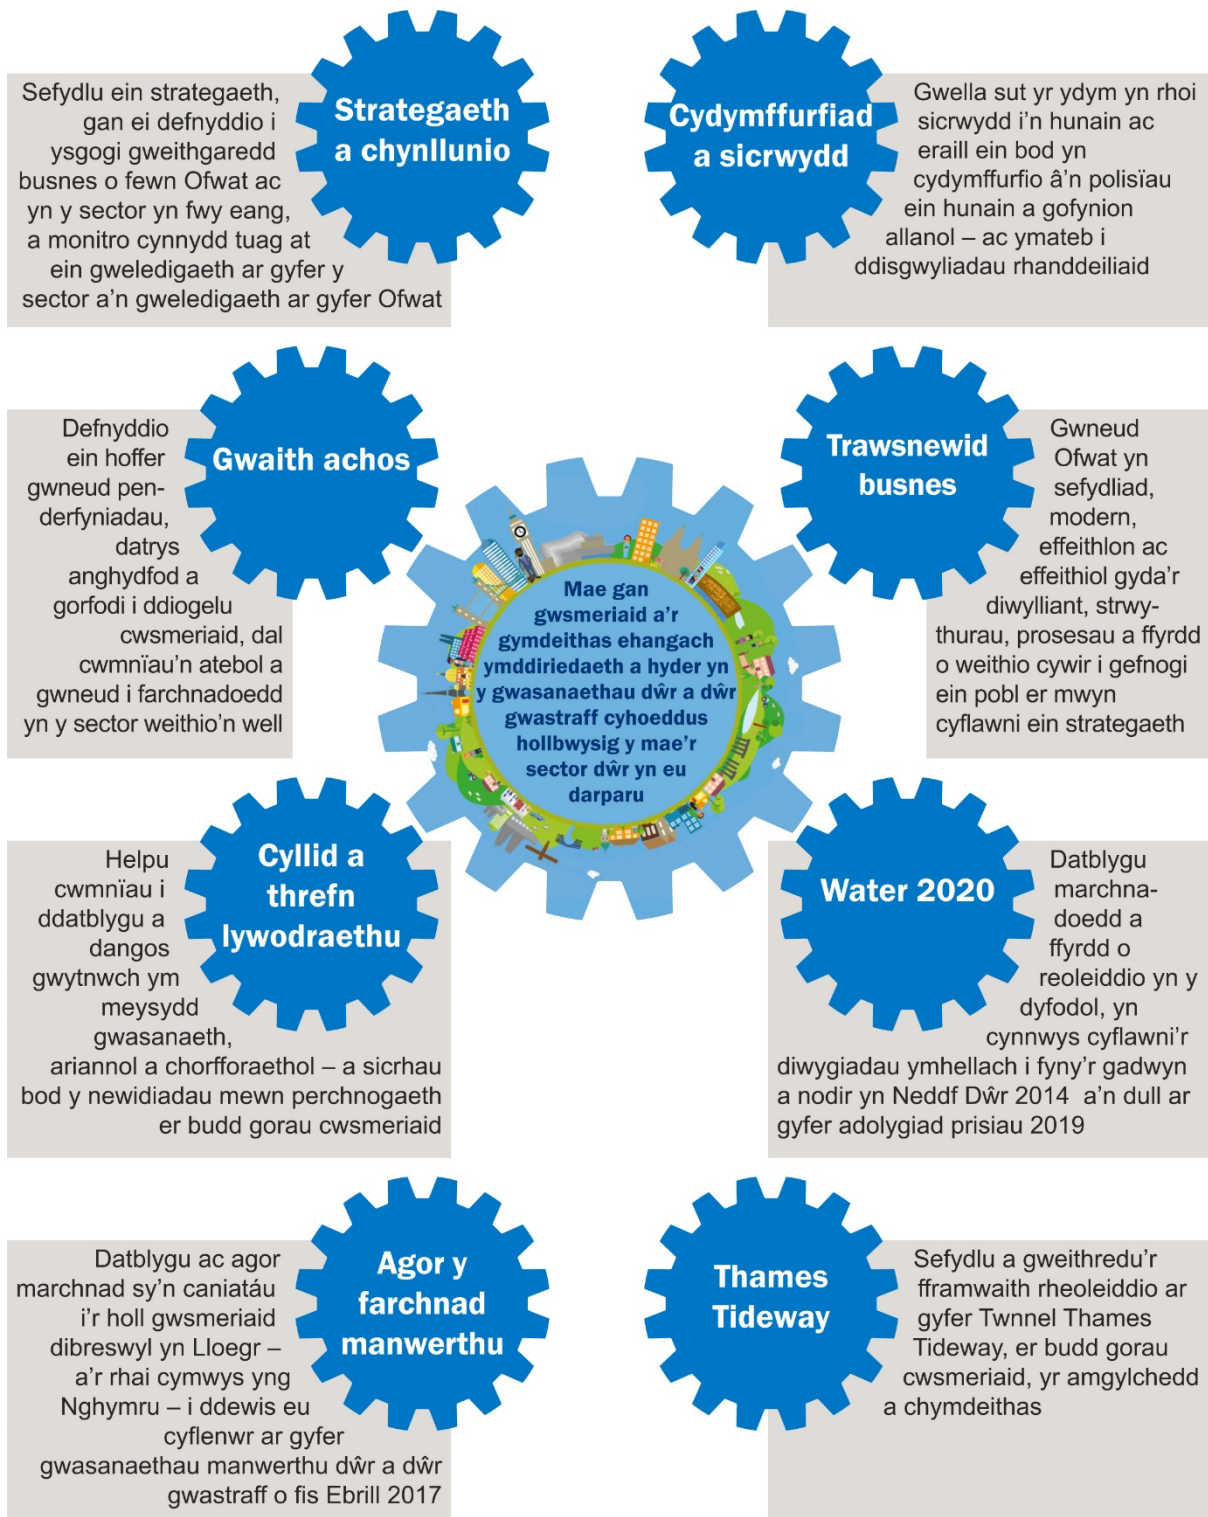 Strategaeth
a chynllunio
Sefydlu ein strategaeth,
gan ei defnyddio i
ysgogi gweithgaredd
busnes o fewn Ofwat ac
yn y sector yn fwy eang,
a monitro cynnydd tuag at
ein gweledigaeth ar gyfer y
sector a’n gweledigaeth ar gyfer Ofwat
Cydymffurfiad
a sicrwydd
Gwella sut yr ydym yn rhoi
sicrwydd i’n hunain ac
eraill ein bod yn
cydymffurfio â’n polisïau
ein hunain a gofynion
allanol – ac ymateb i
ddisgwyliadau rhanddeiliaid
Gwaith achos
Defnyddio
ein hoffer
gwneud pen-
derfyniadau,
datrys
anghydfod a
gorfodi i ddiogelu
cwsmeriaid, dal
cwmnïau’n atebol a
gwneud i farchnadoedd
yn y sector weithio’n well
Trawsnewid
busnes
Gwneud
Ofwat yn
sefydliad,
modern,
effeithlon ac
effeithiol gyda’r
diwylliant, strwy-
thurau, prosesau a ffyrdd
o weithio cywir i gefnogi
ein pobl er mwyn
cyflawni ein strategaeth
Mae gan
gwsmeriaid a’r
gymdeithas ehangach
ymddiriedaeth a hyder yn
y gwasanaethau dŵr a dŵr
gwastraff cyhoeddus
hollbwysig y mae’r
sector dŵr yn eu
darparu
Cyllid a
threfn
lywodraethu
Helpu
cwmnïau i
ddatblygu a
dangos
gwytnwch ym
meysydd
gwasanaeth,
ariannol a chorfforaethol – a sicrhau
bod y newidiadau mewn perchnogaeth
er budd gorau cwsmeriaid
Water 2020
Datblygu
marchna-
doedd a
ffyrdd o
reoleiddio yn y
dyfodol, yn
cynnwys cyflawni’r
diwygiadau ymhellach i fyny’r gadwyn
a nodir yn Neddf Dŵr 2014 a’n dull ar
gyfer adolygiad prisiau 2019
Agor y
farchnad
manwerthu
Datblygu ac agor
marchnad sy’n caniatáu
i’r holl gwsmeriaid
dibreswyl yn Lloegr –
a’r rhai cymwys yng
Nghymru – i ddewis eu
cyflenwr ar gyfer
gwasanaethau manwerthu dŵr a dŵr
gwastraff o fis Ebrill 2017
Thames
Tideway
Sefydlu a gweithredu’r
fframwaith rheoleiddio ar
gyfer Twnnel Thames
Tideway, er budd gorau
cwsmeriaid, yr amgylchedd
a chymdeithas